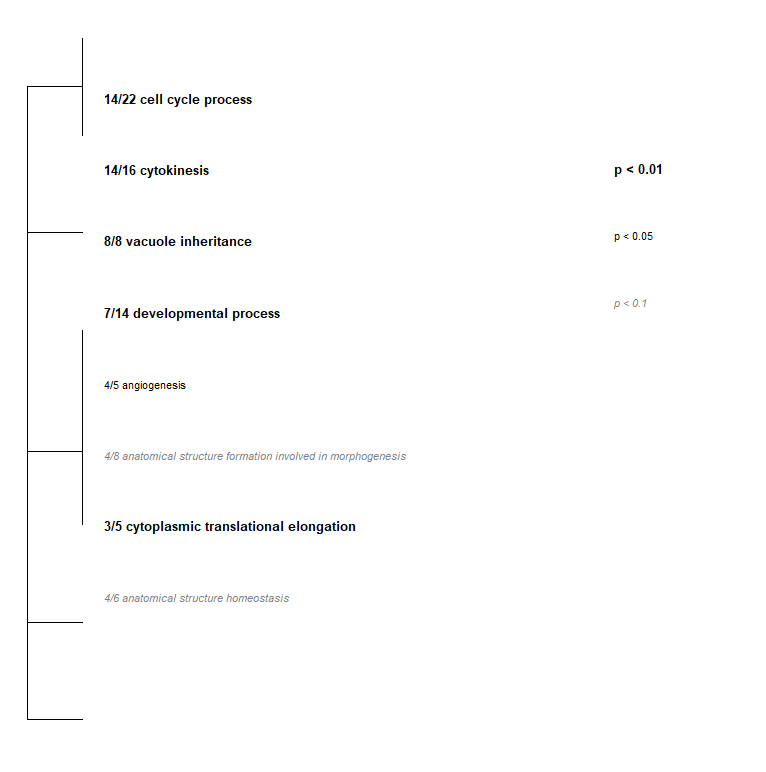 14/22 cell cycle process
14/16 cytokinesis
p < 0.01
8/8 vacuole inheritance
p < 0.05
7/14 developmental process
p < 0.1
4/5 angiogenesis
4/8 anatomical structure formation involved in morphogenesis
3/5 cytoplasmic translational elongation
4/6 anatomical structure homeostasis